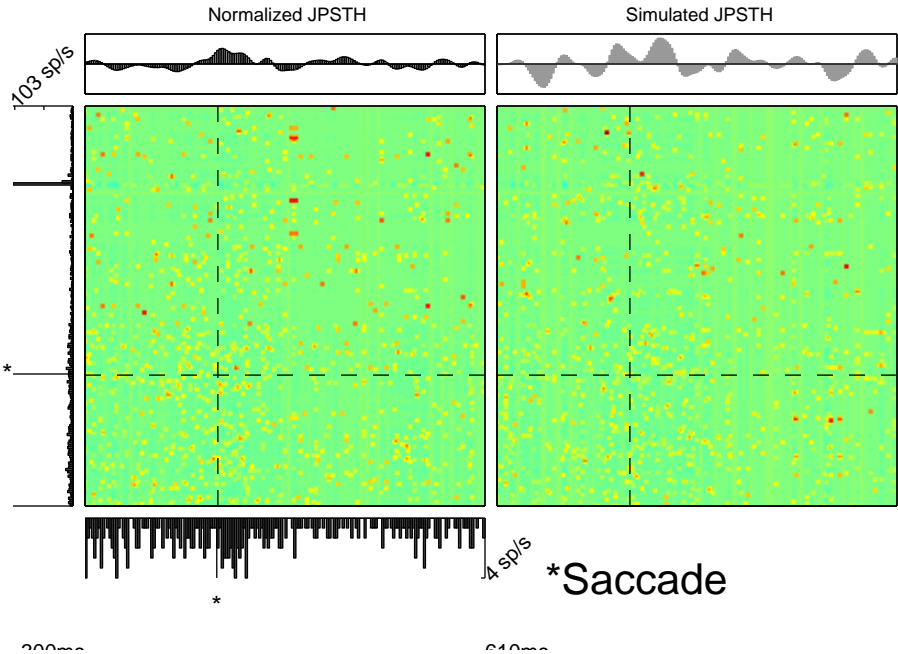 Normalized JPSTH
Simulated JPSTH
103 sp/s
*
4 sp/s
*Saccade
*